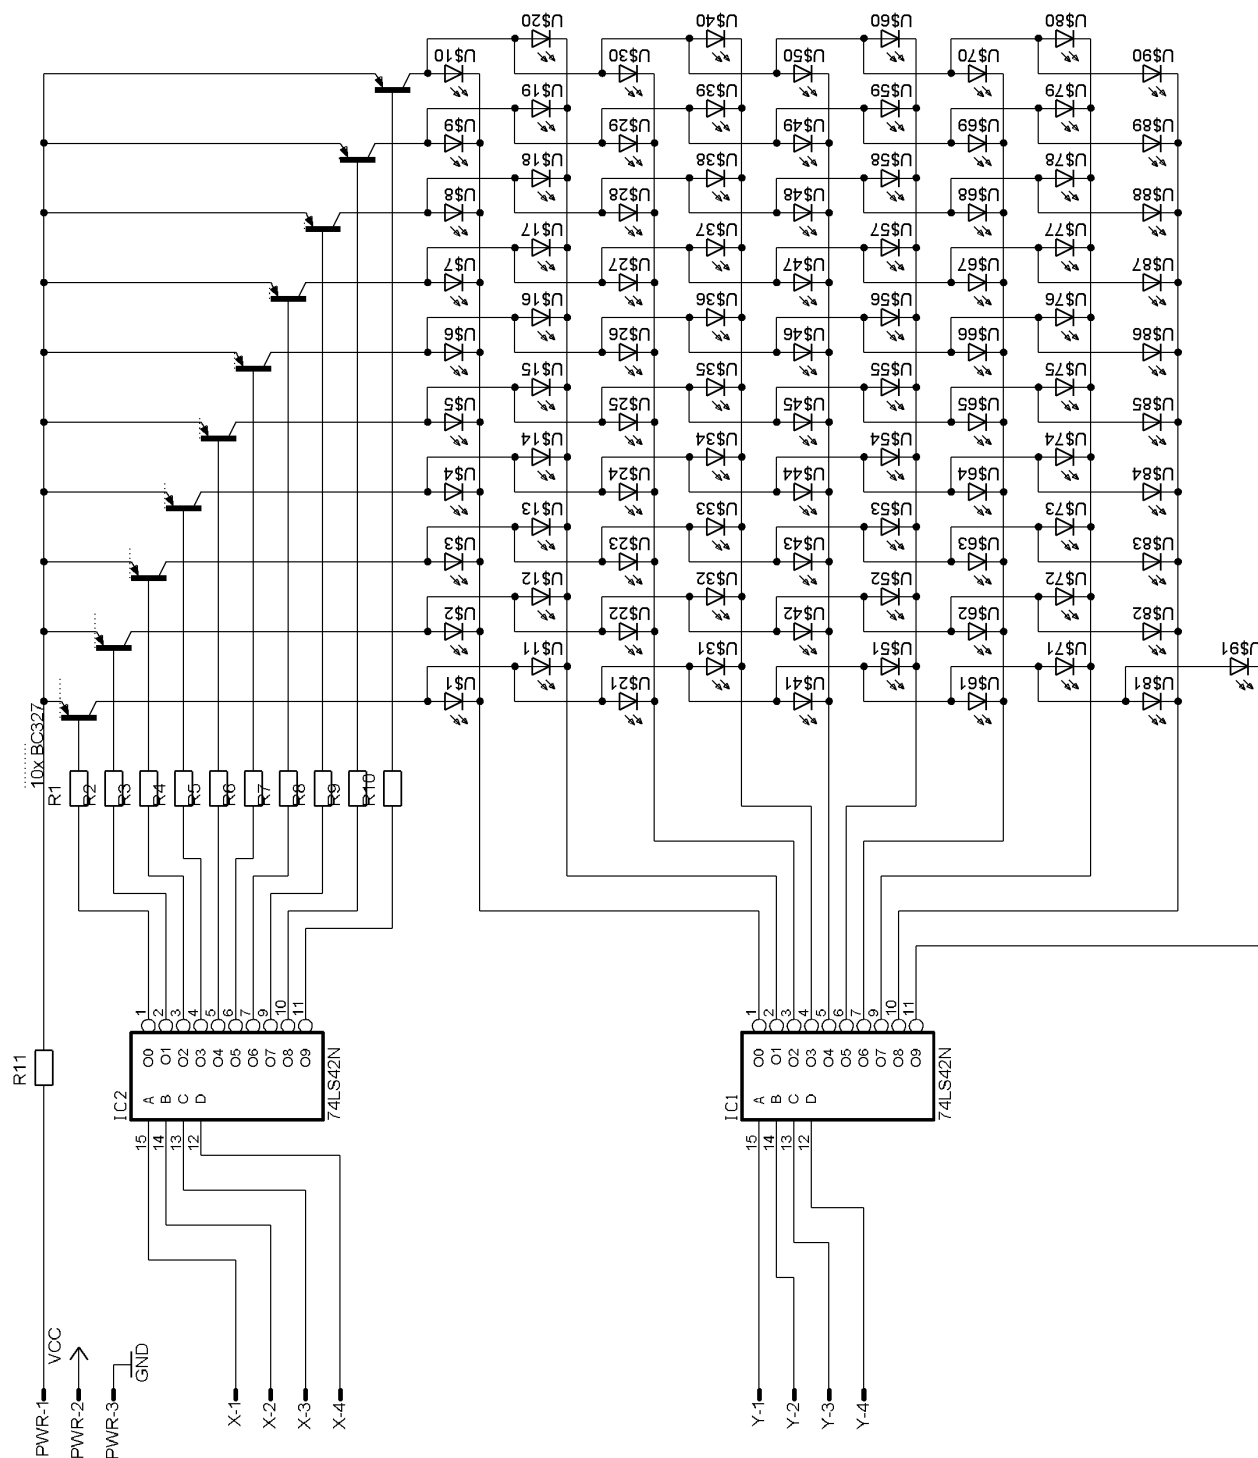 U$20 U$40 U$60 U$80
U$10 U$30 U$50 U$70 U$90
U$19 U$39 U$59 U$79
U$9 U$29 U$49 U$69 U$89
U$18 U$38 U$58 U$78
U$8 U$28 U$48 U$68 U$88
U$17 U$37 U$57 U$77
U$7 U$27 U$47 U$67 U$87
U$16 U$36 U$56 U$76
U$6 U$26 U$46 U$66 U$86
U$15 U$35 U$55 U$75
U$5 U$25 U$45 U$65 U$85
U$14 U$34 U$54 U$74
U$4 U$24 U$44 U$64 U$84
U$13 U$33 U$53 U$73
U$3 U$23 U$43 U$63 U$83
U$12 U$32 U$52 U$72
U$2 U$22 U$42 U$62 U$82
U$11 U$31 U$51 U$71 U$91
U$1 U$21 U$41 U$61 U$81
10x BC327
R1 R2 R3 R4 R5 R6 R7 R8 R9 R10
1 2 3 4 5 6 7 9 10 11
O0 O1 O2 O3 O4 O5 O6 O7 O8 O9
A B C D
R11
IC2
74LS42N
15 14 13 12
1 2 3 4 5 6 7 9 10 11
O0 O1 O2 O3 O4 O5 O6 O7 O8 O9
A B C D
IC1
74LS42N
15 14 13 12
VCC
GND
PWR-1
PWR-2
PWR-3
X-1
X-2
X-3
X-4
Y-1
Y-2
Y-3
Y-4